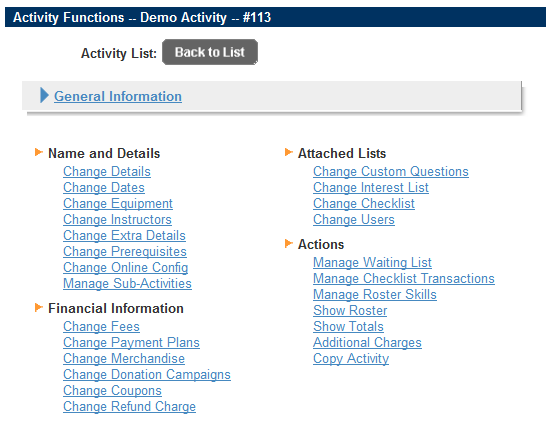 Activity Functions -- Demo Activity -- #113
Activity List: Back to List
General Information
Name and Details
Change Details
Change Dates
Change Equipment
Change Instructors
Change Extra Details
Change Prerequisites
Change Online Config
Manage Sub-Activities
Financial Information
Change Fees
Change Payment Plans
Change Merchandise
Change Donation Campaigns
Change Coupons
Change Refund Charge
Attached Lists
Change Custom Questions
Change Interest List
Change Checklist
Change Users
Actions
Manage Waiting List
Manage Checklist Transactions
Manage Roster Skills
Show Roster
Show Totals
Additional Charges
Copy Activity